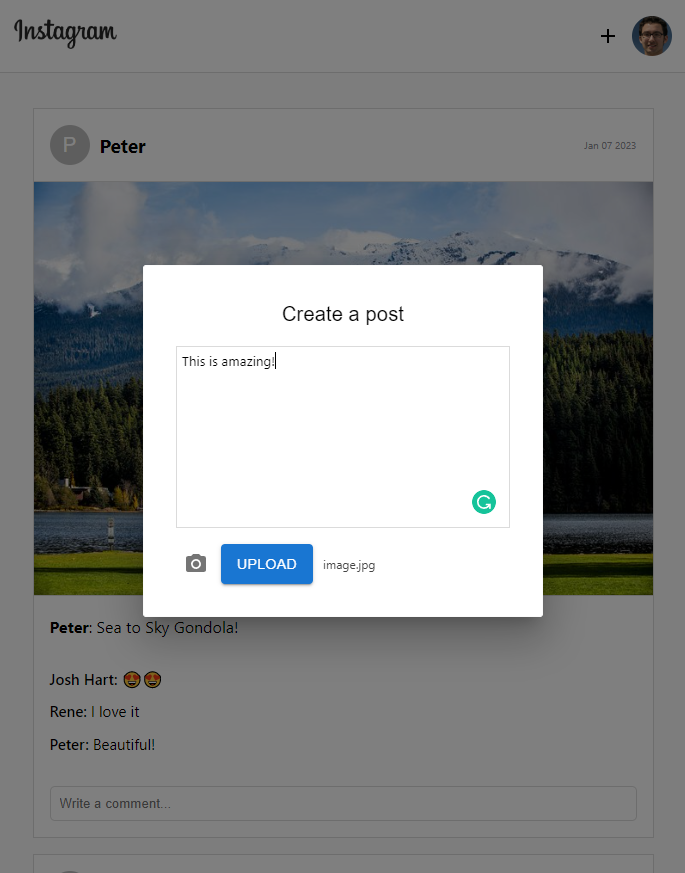 Instagram
P
Peter
Jan 07 2023
Create a post
This is amazing!
UPLOAD
image.jpg
Peter: Sea to Sky Gondola!
Josh Hart: 😍😍
Rene: I love it
Peter: Beautiful!
Write a comment...